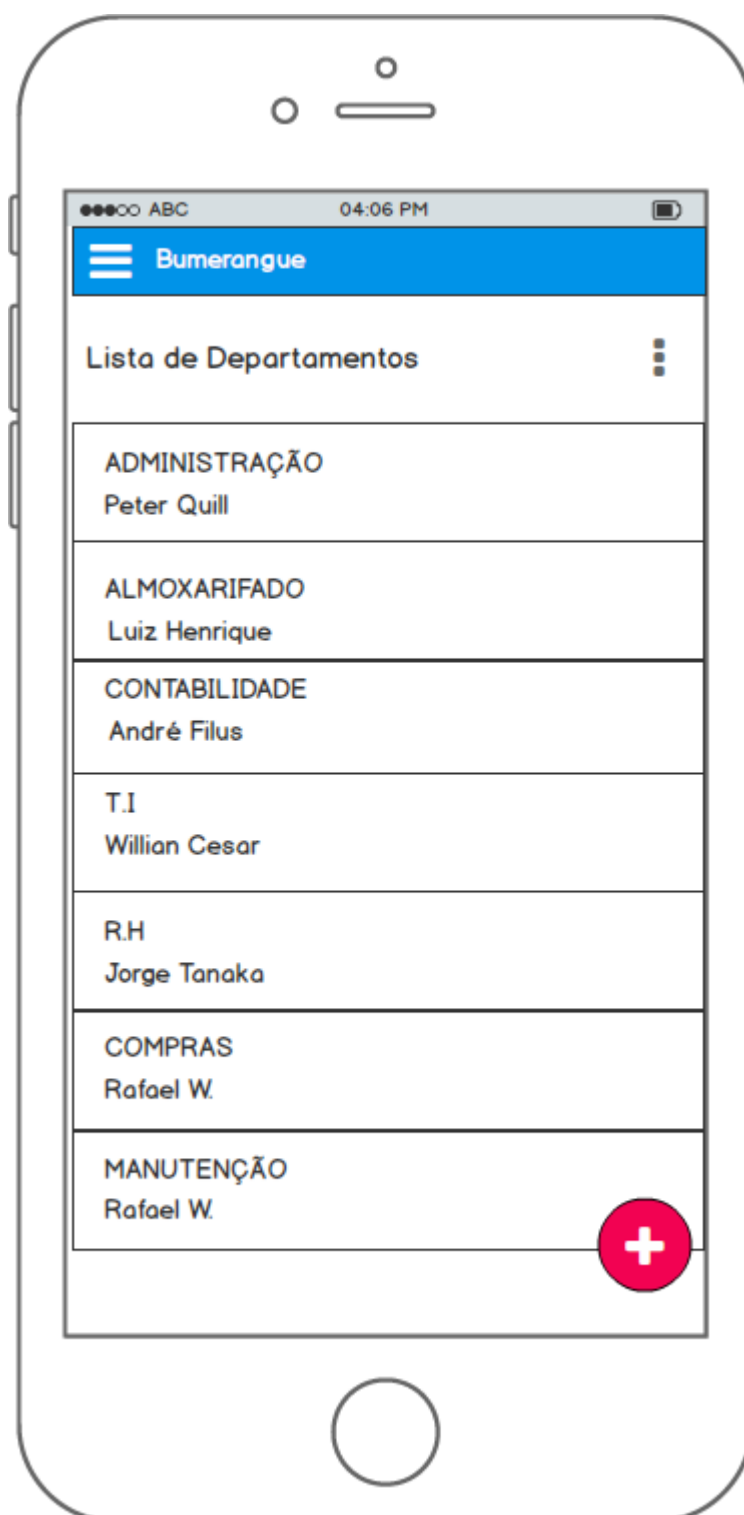 ABC 04:06 PM
Bumerangue
Lista de Departamentos
ADMINISTRAÇÃO
Peter Quill
ALMOXARIFADO
Luiz Henrique
CONTABILIDADE
André Filus
T.I
Willian Cesar
R.H
Jorge Tanaka
COMPRAS
Rafael W.
MANUTENÇÃO
Rafael W.